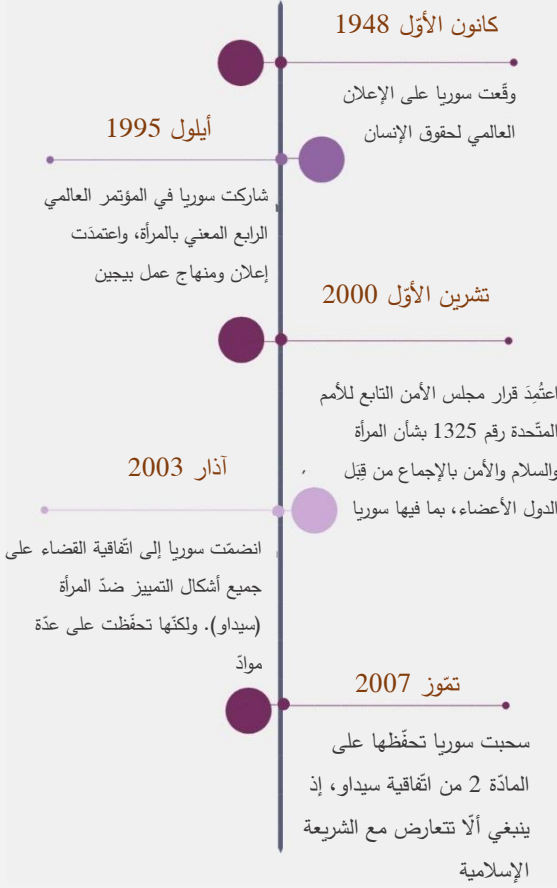 كانون الأوّل 1948
وقّعت سوريا على الإعلان
العالمي لحقوق الإنسان
أيلول 1995
شاركت سوريا في المؤتمر العالمي
الرابع المعني بالمرأة، واعتمدَت
إعلان ومنهاج عمل بيجين
تشرين الأوّل 2000
اعتُمِدَ قرار مجلس الأمن التابع للأمم
المتّحدة رقم 1325 بشأن المرأة
والسلام والأمن بالإجماع من قِبَل
الدول الأعضاء، بما فيها سوريا
آذار 2003
انضمّت سوريا إلى اتّفاقية القضاء على
جميع أشكال التمييز ضدّ المرأة
(سيداو). ولكنّها تحفّظت على عدّة
موادّ
تمّوز 2007
سحبت سوريا تحفّظها على
المادّة 2 من اتّفاقية سيداو، إذ
ينبغي ألّا تتعارض مع الشريعة
الإسلامية